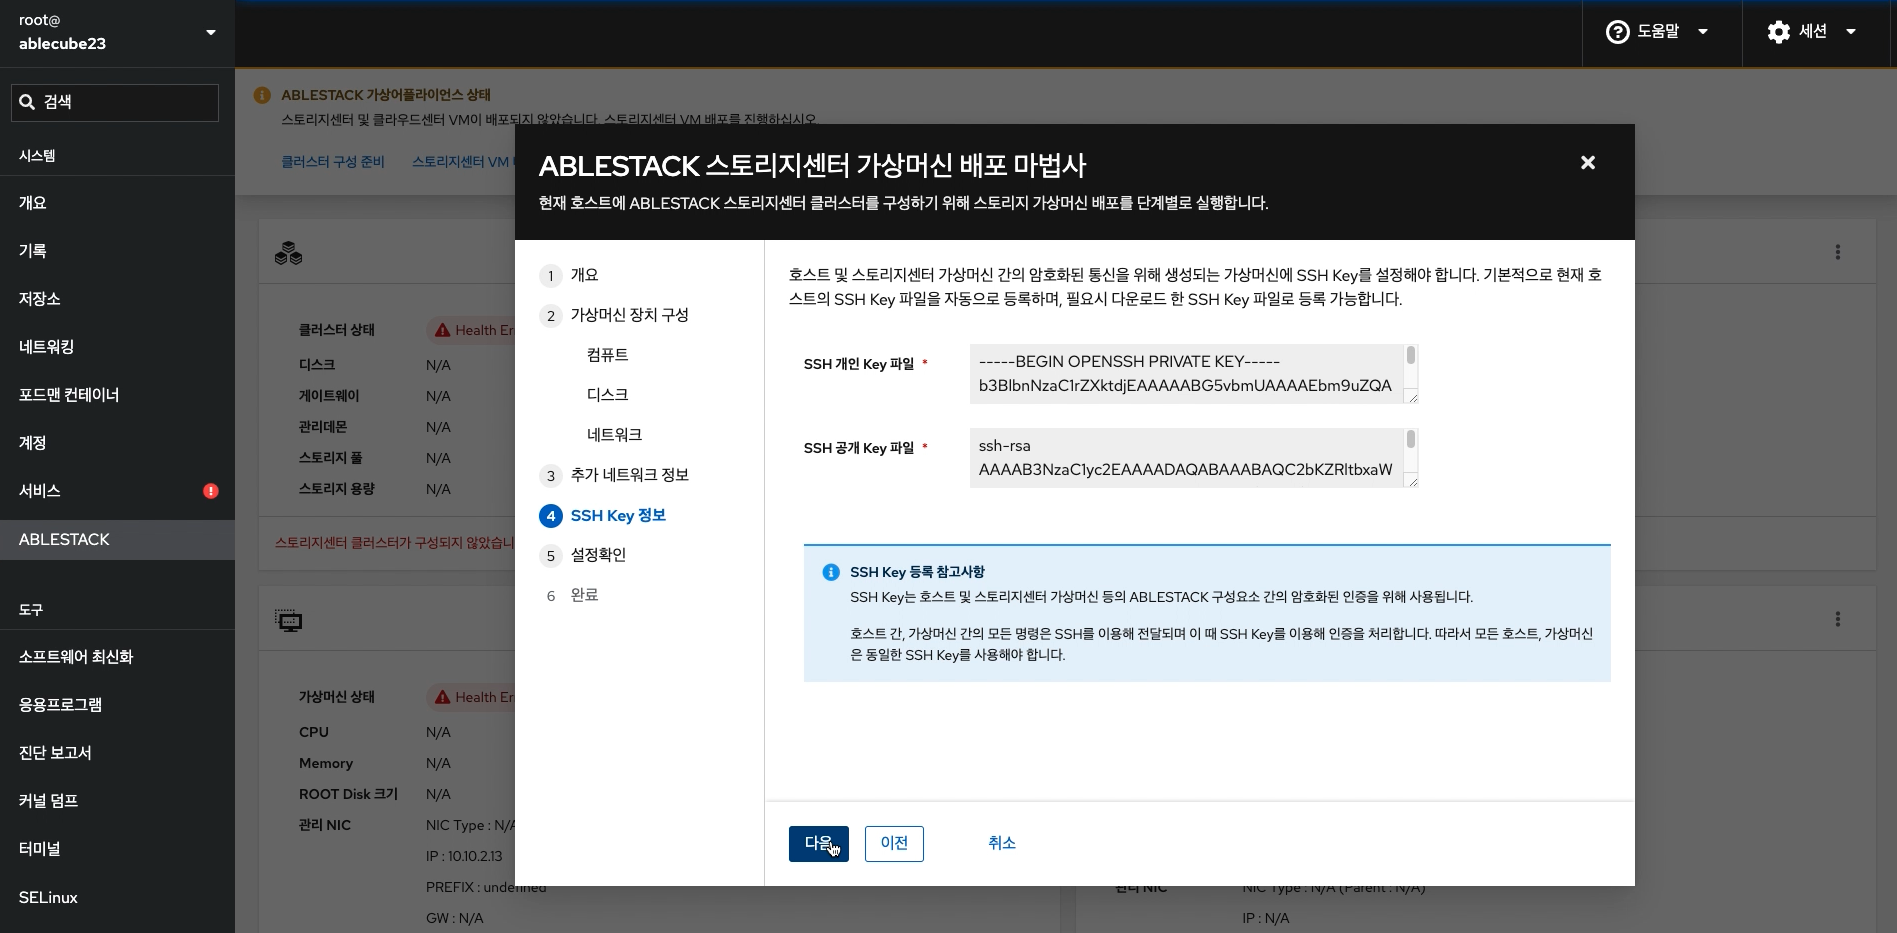 root@
ablecube23
도움말
세션
검색
시스템
개요
기록
저장소
네트워킹
포드맨 컨테이너
계정
서비스
ABLESTACK
도구
소프트웨어 최신화
응용프로그램
진단 보고서
커널 덤프
터미널
SELinux
ABLESTACK 가상어플라이언스 상태
스토리지센터 및 클라우드센터 VM이 배포되지 않았습니다. 스토리지센터 VM 배포를 진행하십시오.
클러스터 구성 준비
스토리지센터 VM
클러스터 상태
Health Er
디스크
N/A
게이트웨이
N/A
관리데몬
N/A
스토리지 풀
N/A
스토리지 용량
N/A
스토리지센터 클러스터가 구성되지 않았습니
가상머신 상태
Health Er
CPU
N/A
Memory
N/A
ROOT Disk 크기
N/A
관리 NIC
NIC Type : N/A
IP : 10.10.2.13
PREFIX : undefined
GW : N/A
관리 NIC
NIC Type : N/A (Parent : N/A)
IP : N/A
ABLESTACK 스토리지센터 가상머신 배포 마법사
현재 호스트에 ABLESTACK 스토리지센터 클러스터를 구성하기 위해 스토리지 가상머신 배포를 단계별로 실행합니다.
1 개요
2 가상머신 장치 구성
컴퓨트
디스크
네트워크
3 추가 네트워크 정보
4 SSH Key 정보
5 설정확인
6 완료
호스트 및 스토리지센터 가상머신 간의 암호화된 통신을 위해 생성되는 가상머신에 SSH Key를 설정해야 합니다. 기본적으로 현재 호
스트의 SSH Key 파일을 자동으로 등록하며, 필요시 다운로드 한 SSH Key 파일로 등록 가능합니다.
SSH 개인 Key 파일 *
-----BEGIN OPENSSH PRIVATE KEY-----
b3BlbnNzaC1rZXktdjEAAAAABG5vbmUAAAAEbm9uZQA
SSH 공개 Key 파일 *
ssh-rsa
AAAAB3NzaC1yc2EAAAADAQABAAABAQC2bKZRltbxaW
SSH Key 등록 참고사항
SSH Key는 호스트 및 스토리지센터 가상머신 등의 ABLESTACK 구성요소 간의 암호화된 인증을 위해 사용됩니다.
호스트 간, 가상머신 간의 모든 명령은 SSH를 이용해 전달되며 이 때 SSH Key를 이용해 인증을 처리합니다. 따라서 모든 호스트, 가상머신
은 동일한 SSH Key를 사용해야 합니다.
다음
이전
취소